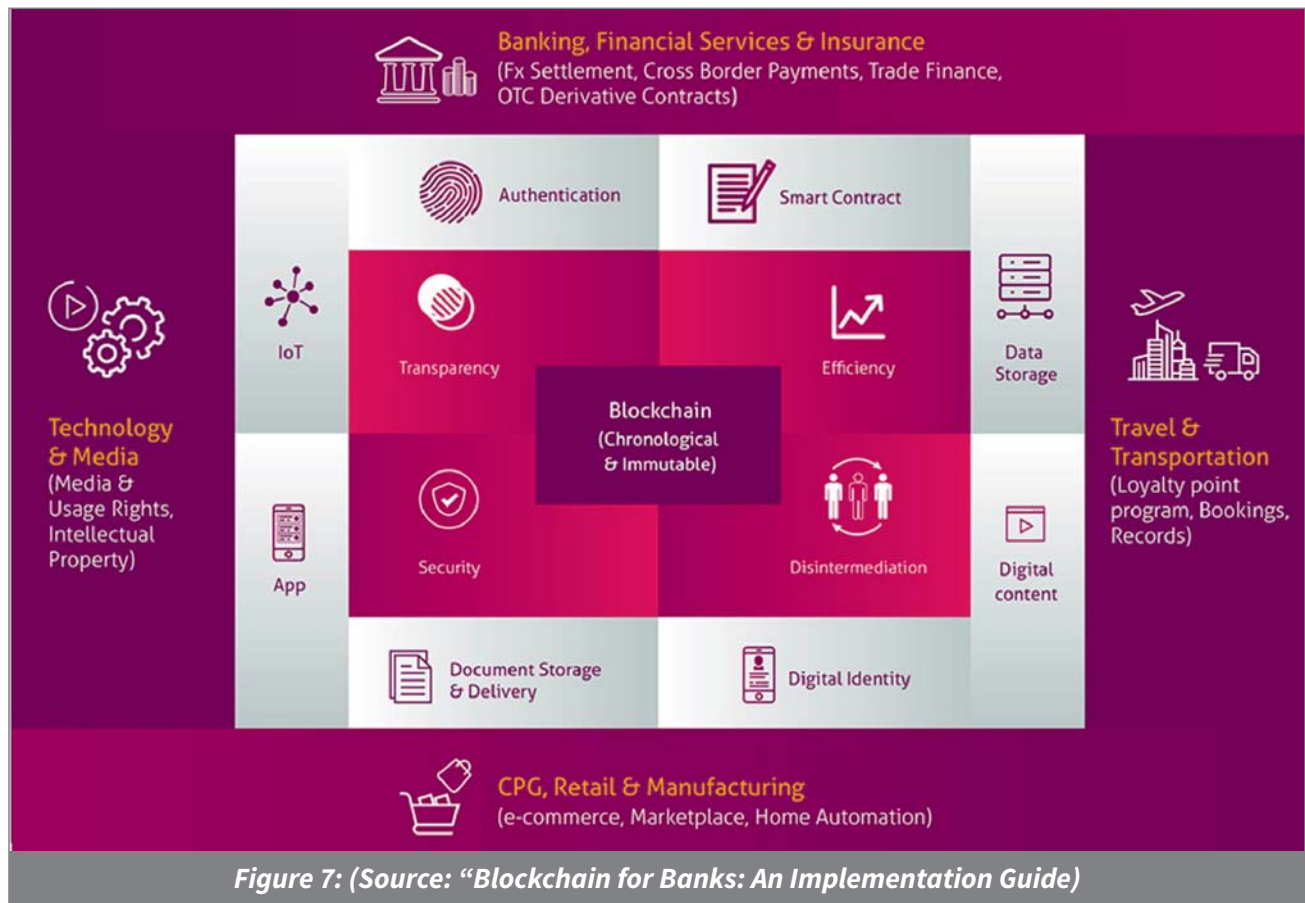 Banking, Financial Services & Insurance
(Fx Settlement, Cross Border Payments, Trade Finance,
OTC Derivative Contracts)
Authentication
Smart Contract
IoT
Transparency
Efficiency
Data
Storage
Technology
& Media
(Media &
Usage Rights,
Intellectual
Property)
Blockchain
(Chronological
& Immutable)
Travel &
Transportation
(Loyalty point
program, Bookings,
Records)
App
Security
Disintermediation
Digital
content
Document Storage
& Delivery
Digital Identity
CPG, Retail & Manufacturing
(e-commerce, Marketplace, Home Automation)
Figure 7: (Source: “Blockchain for Banks: An Implementation Guide)